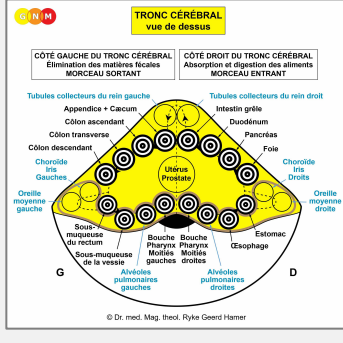 GNM
TRONC CÉRÉBRAL
vue de dessus
CÔTÉ GAUCHE DU TRONC CÉRÉBRAL
Élimination des matières fécales
MORCEAU SORTANT
CÔTÉ DROIT DU TRONC CÉRÉBRAL
Absorption et digestion des aliments
MORCEAU ENTRANT
Tubules collecteurs du rein gauche
Tubules collecteurs du rein droit
Appendice + Cæcum
Intestin grêle
Côlon ascendant
Duodénum
Côlon transverse
Pancréas
Côlon descendant
Foie
Choroïde
Iris
Gauches
Choroïde
Iris
Droits
Utérus
Prostate
Oreille
moyenne
gauche
Oreille
moyenne
droite
Sous-
muqueuse
du rectum
Estomac
Bouche
Pharynx
Moitiés
gauches
Bouche
Pharynx
Moitiés
droites
Œsophage
Sous-muqueuse
de la vessie
G
D
Alvéoles
pulmonaires
gauches
Alvéoles
pulmonaires
droites
© Dr. med. Mag. theol. Ryke Geerd Hamer